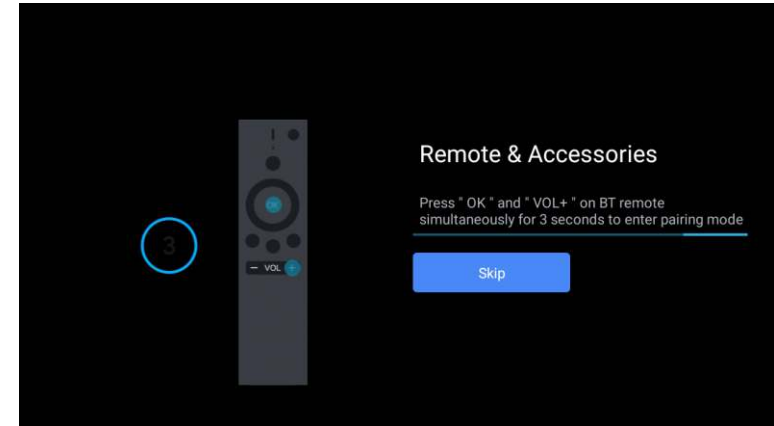 Remote & Accessories
Press " OK " and " VOL+ " on BT remote
simultaneously for 3 seconds to enter pairing mode
3
OK
− VOL +
Skip